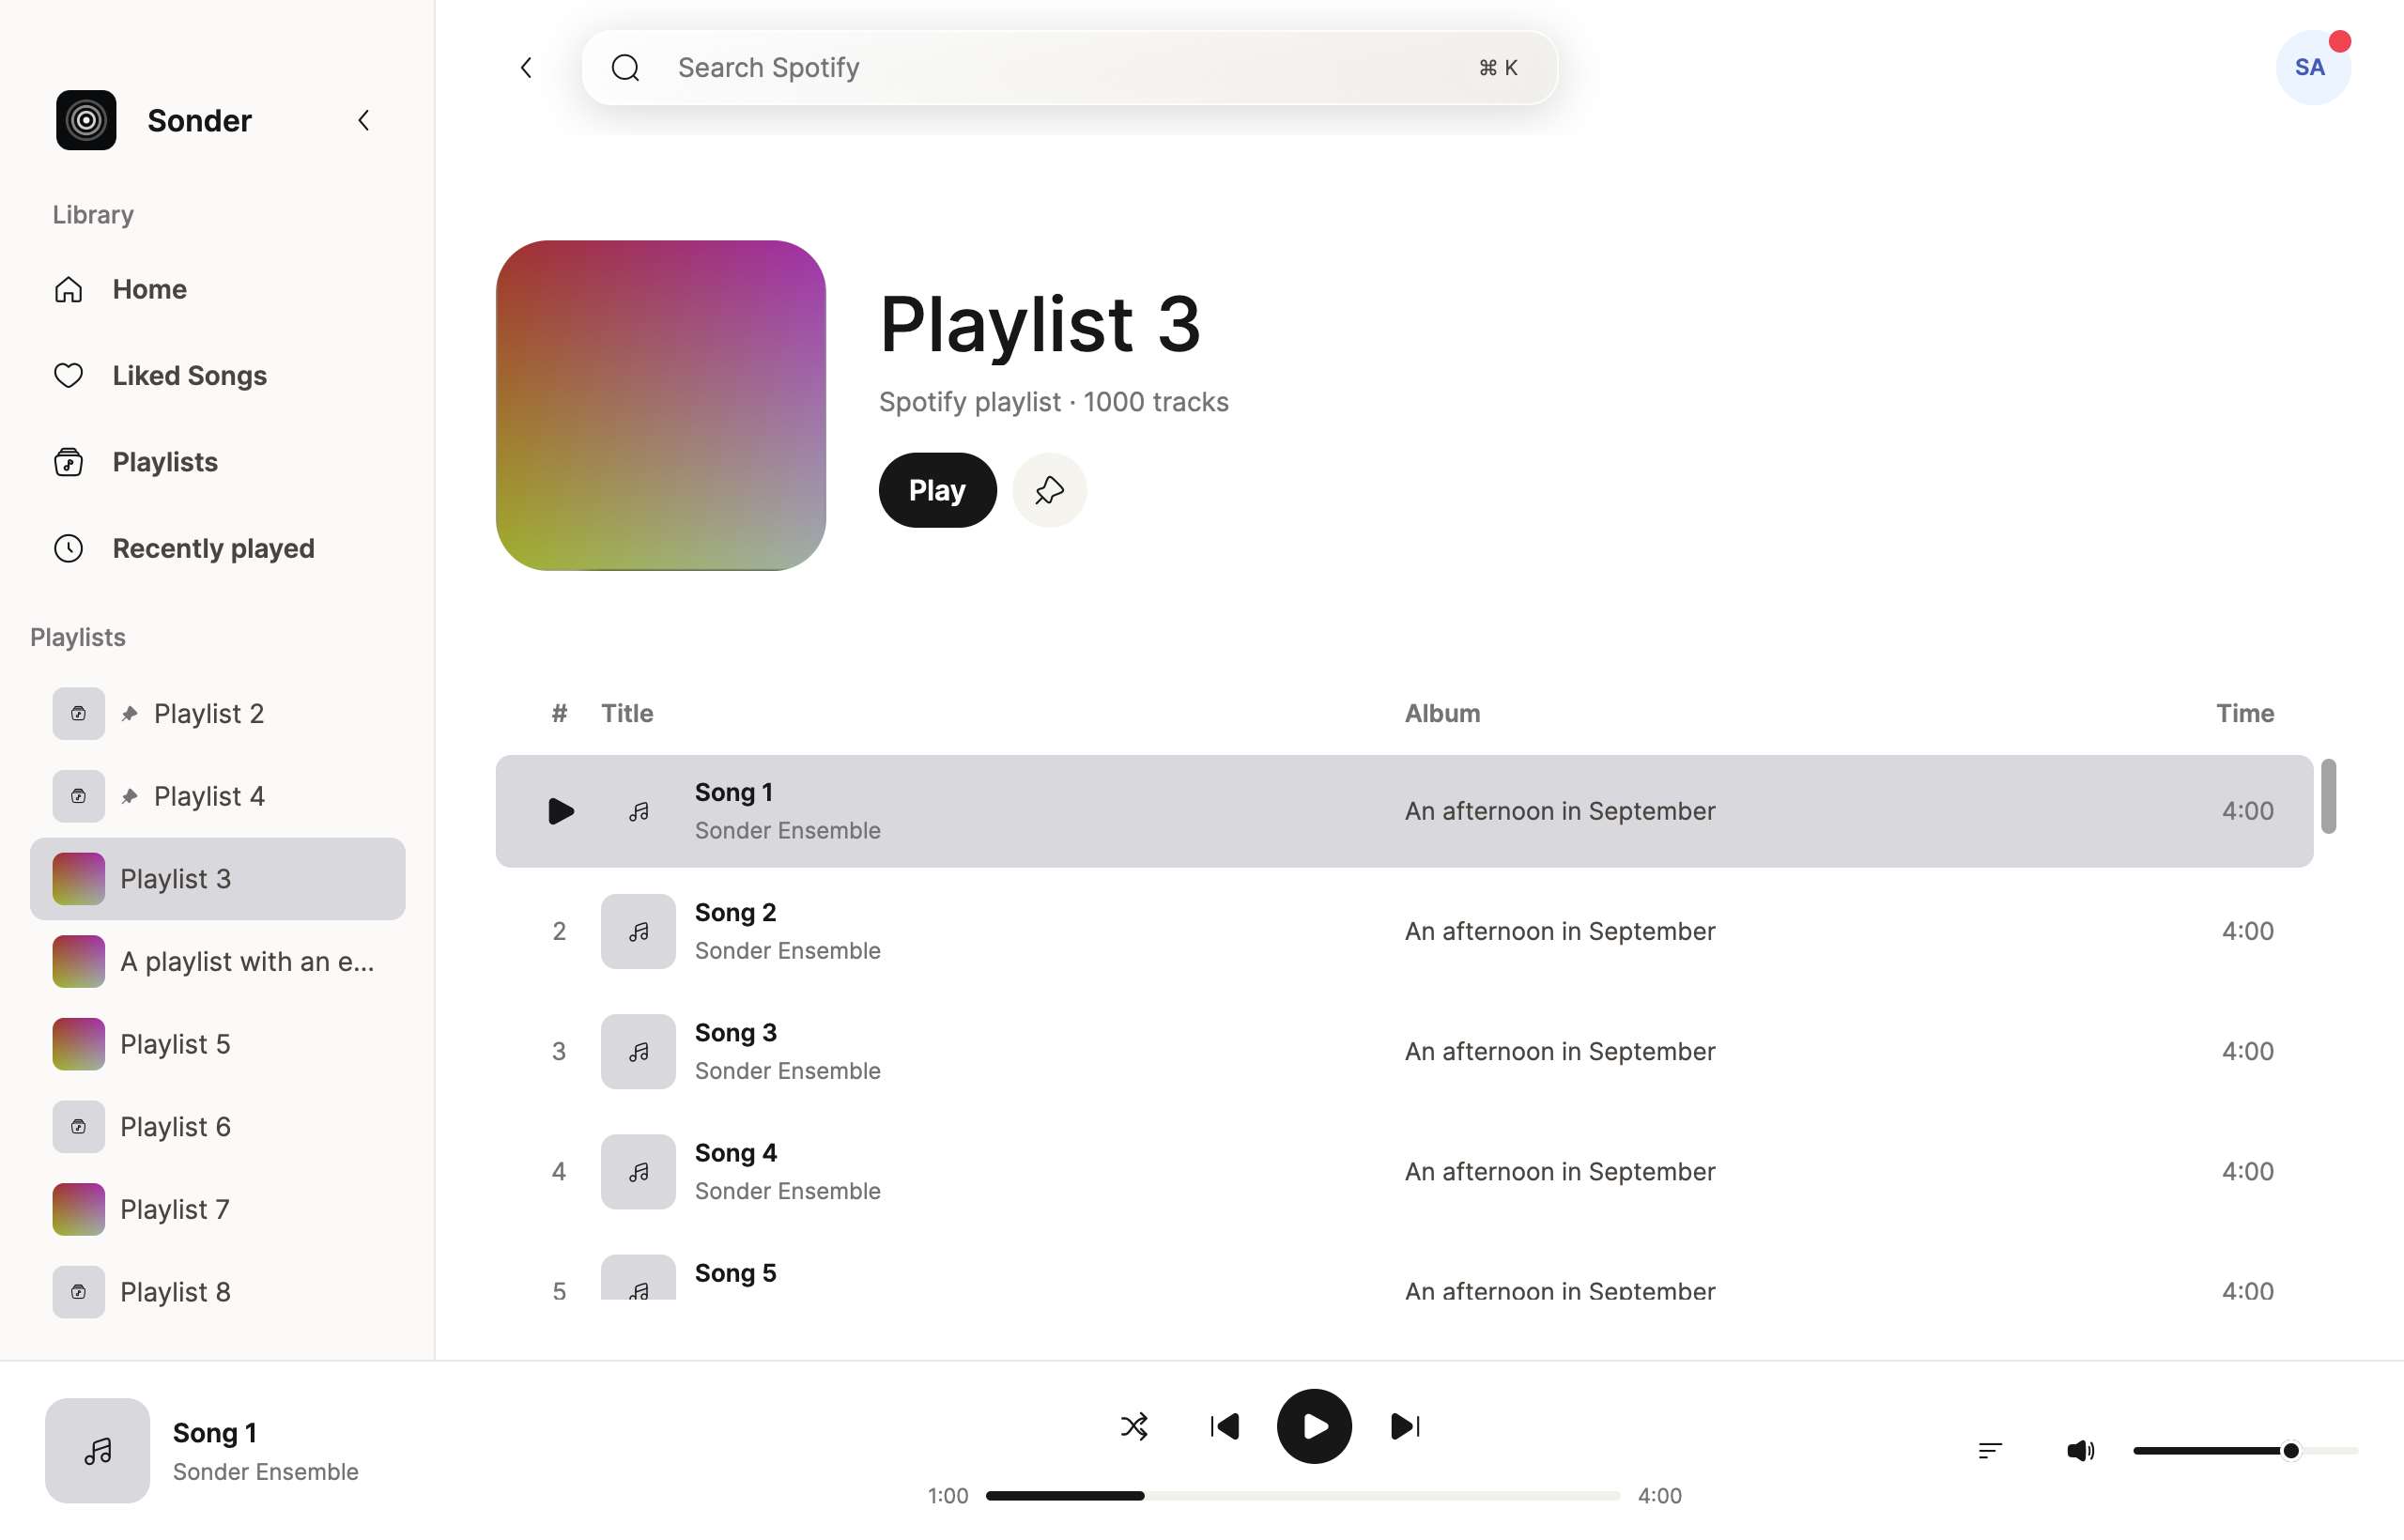 Sonder
Library
Home
Liked Songs
Playlists
Recently played
Playlists
Playlist 2
Playlist 4
Playlist 3
A playlist with an e...
Playlist 5
Playlist 6
Playlist 7
Playlist 8
Search Spotify ⌘ K
SA
Playlist 3
Spotify playlist · 1000 tracks
Play
# Title Album Time
Song 1
Sonder Ensemble
An afternoon in September 4:00
2
Song 2
Sonder Ensemble
An afternoon in September 4:00
3
Song 3
Sonder Ensemble
An afternoon in September 4:00
4
Song 4
Sonder Ensemble
An afternoon in September 4:00
5
Song 5
An afternoon in September 4:00
Song 1
Sonder Ensemble
1:00 4:00